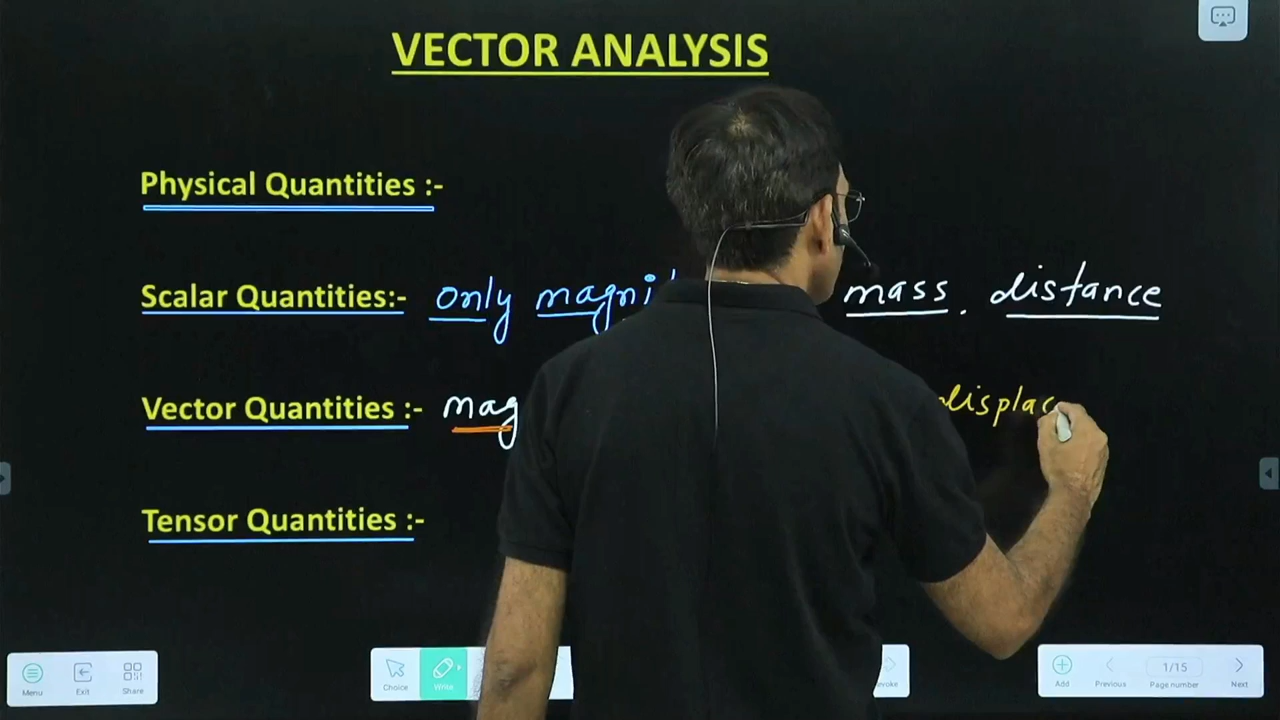 VECTOR ANALYSIS
Physical Quantities :-
Scalar Quantities:- only magni mass. distance
Vector Quantities :- mag displac
Tensor Quantities :-
Menu Exit Share Choice Write evoke Add Previous 1/15 Page number Next